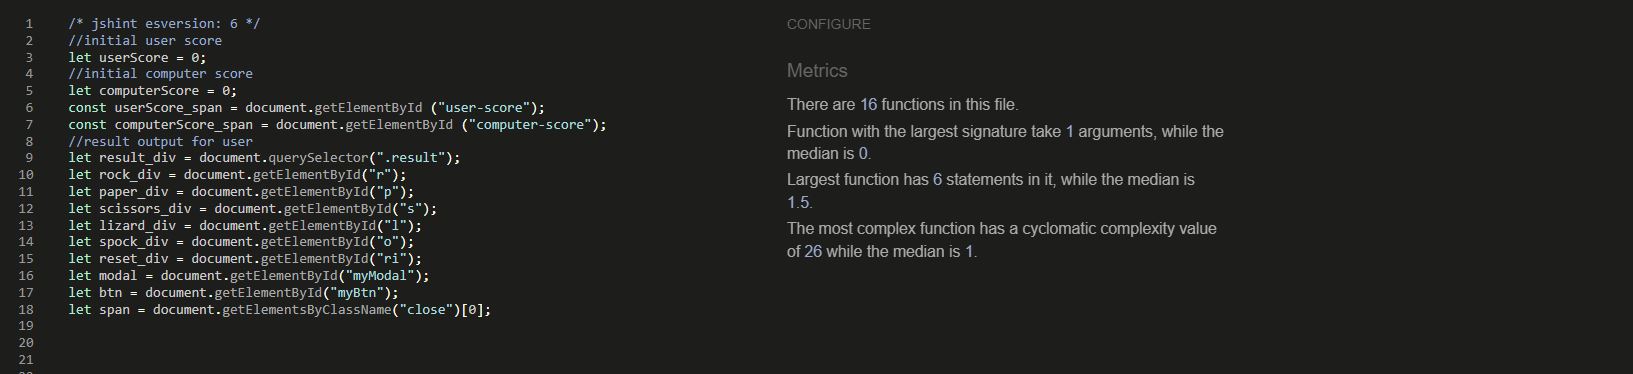 1 /* jshint esversion: 6 */
2 //initial user score
3 let userScore = 0;
4 //initial computer score
5 let computerScore = 0;
6 const userScore_span = document.getElementById ("user-score");
7 const computerScore_span = document.getElementById ("computer-score");
8 //result output for user
9 let result_div = document.querySelector(".result");
10 let rock_div = document.getElementById("r");
11 let paper_div = document.getElementById("p");
12 let scissors_div = document.getElementById("s");
13 let lizard_div = document.getElementById("l");
14 let spock_div = document.getElementById("o");
15 let reset_div = document.getElementById("ri");
16 let modal = document.getElementById("myModal");
17 let btn = document.getElementById("myBtn");
18 let span = document.getElementsByClassName("close")[0];
19
20
21
CONFIGURE
Metrics
There are 16 functions in this file.
Function with the largest signature take 1 arguments, while the
median is 0.
Largest function has 6 statements in it, while the median is
1.5.
The most complex function has a cyclomatic complexity value
of 26 while the median is 1.